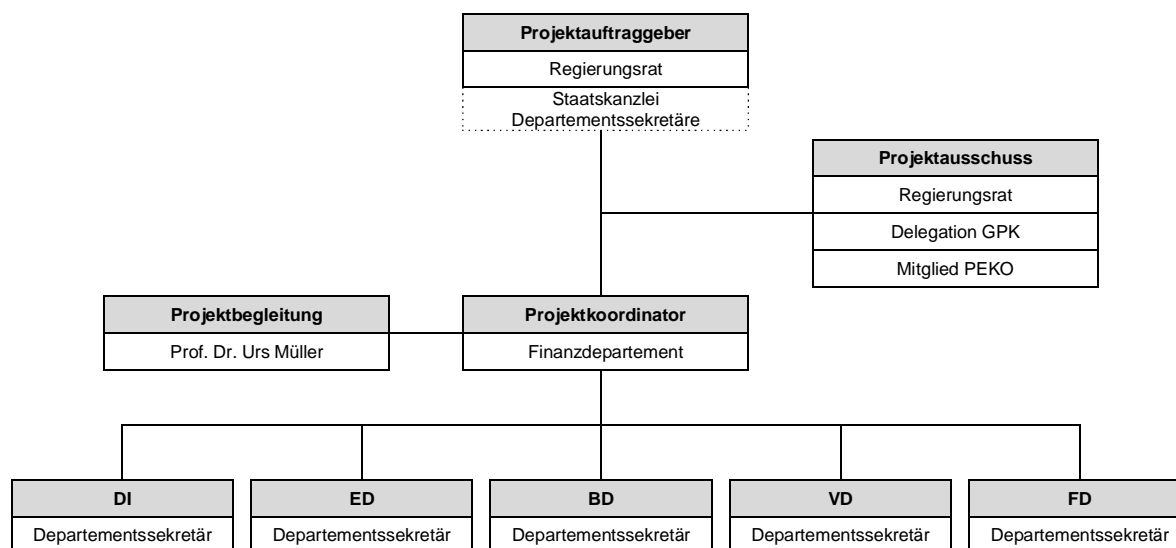 Projektauftraggeber
Regierungsrat
Staatskanzlei
Departementssekretäre
Projektausschuss
Regierungsrat
Delegation GPK
Mitglied PEKO
Projektbegleitung
Prof. Dr. Urs Müller
Projektkoordinator
Finanzdepartement
DI
Departementssekretär
ED
Departementssekretär
BD
Departementssekretär
VD
Departementssekretär
FD
Departementssekretär